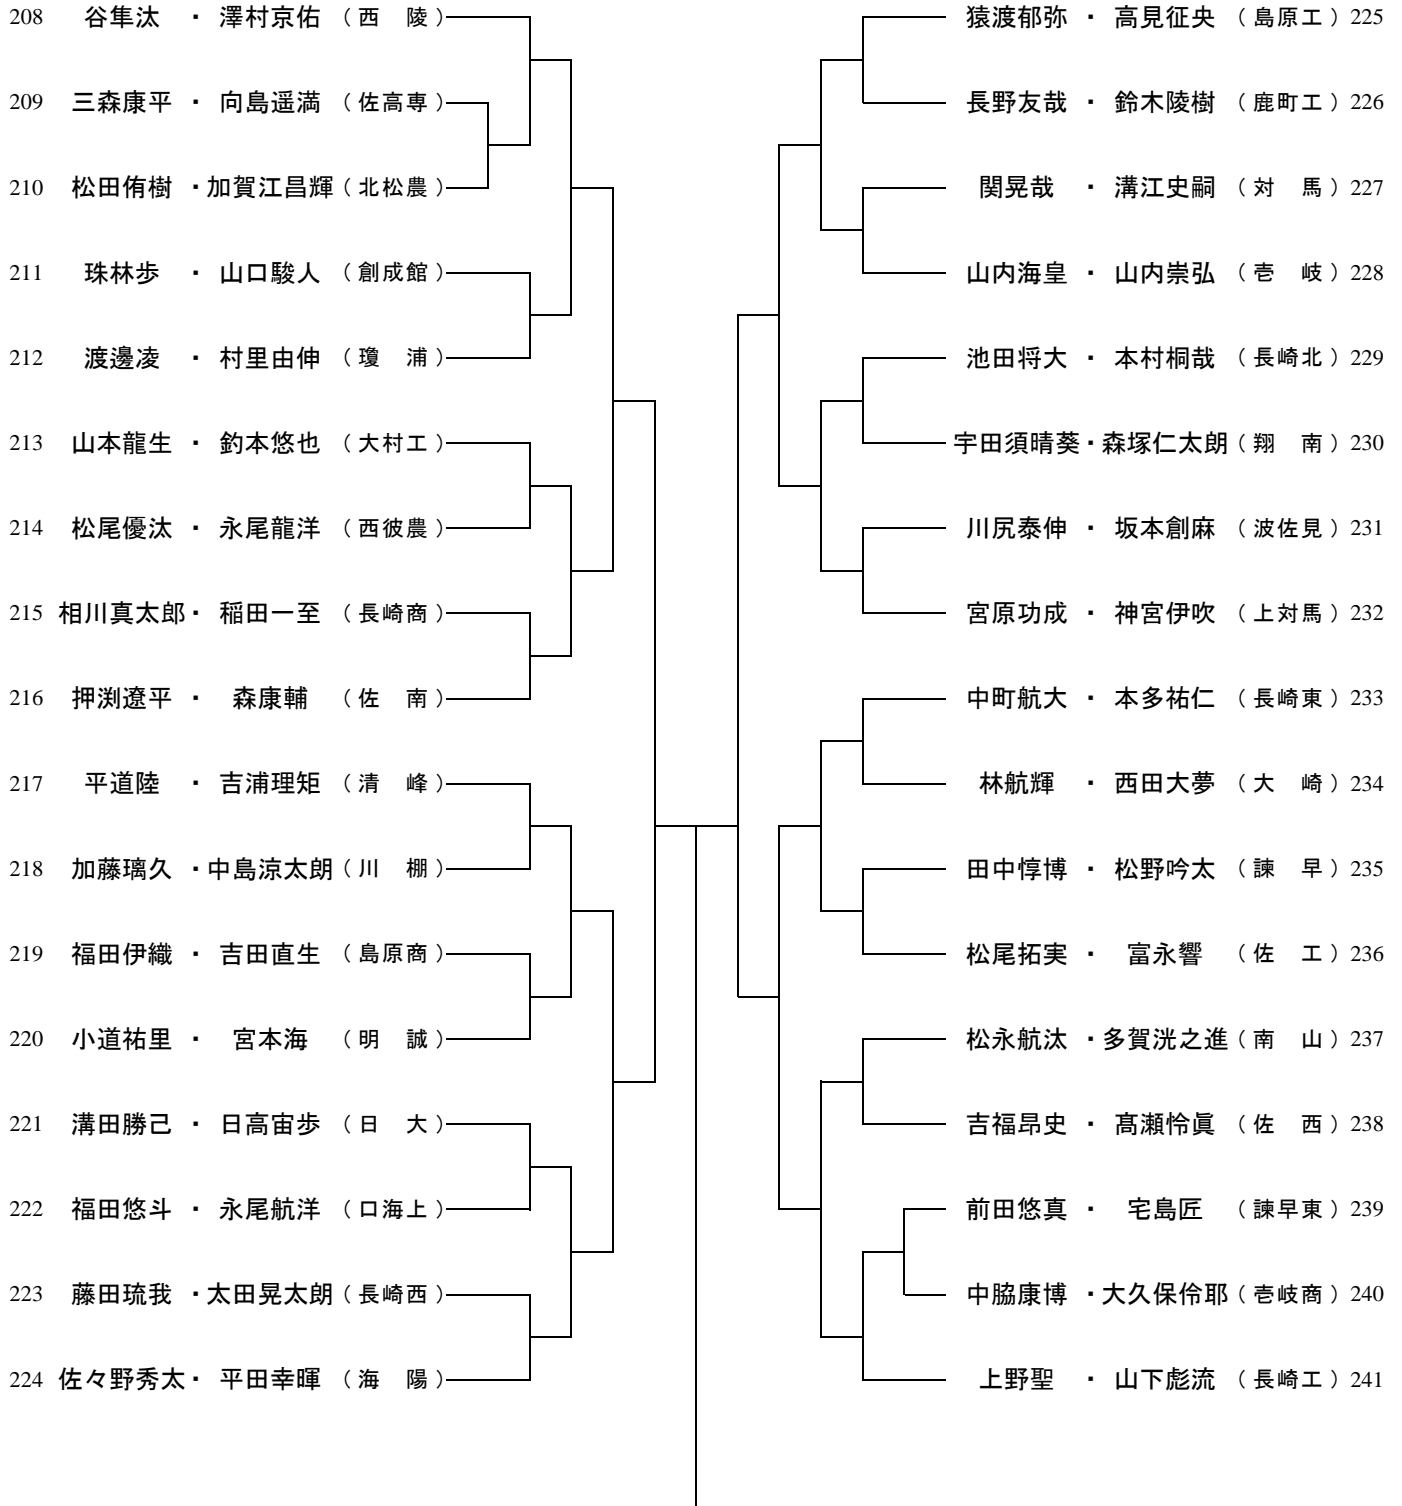 208 谷隼汰 ・ 澤村京佑 （ 西 陵 ） 猿渡郁弥 ・ 高見征央 （ 島原工 ） 225
209 三森康平 ・ 向島遥満 （ 佐高専 ） 長野友哉 ・ 鈴木陵樹 （ 鹿町工 ） 226
210 松田侑樹 ・ 加賀江昌輝 （ 北松農 ） 関晃哉 ・ 溝江史嗣 （ 対 馬 ） 227
211 珠林歩 ・ 山口駿人 （ 創成館 ） 山内海皇 ・ 山内崇弘 （ 壱 岐 ） 228
212 渡邊凌 ・ 村里由伸 （ 瓊 浦 ） 池田将大 ・ 本村桐哉 （ 長崎北 ） 229
213 山本龍生 ・ 釣本悠也 （ 大村工 ） 宇田須晴葵 ・ 森塚仁太朗 （ 翔 南 ） 230
214 松尾優汰 ・ 永尾龍洋 （ 西彼農 ） 川尻泰伸 ・ 坂本創麻 （ 波佐見 ） 231
215 相川真太郎 ・ 稲田一至 （ 長崎商 ） 宮原功成 ・ 神宮伊吹 （ 上対馬 ） 232
216 押渕遼平 ・ 森康輔 （ 佐 南 ） 中町航大 ・ 本多祐仁 （ 長崎東 ） 233
217 平道陸 ・ 吉浦理矩 （ 清 峰 ） 林航輝 ・ 西田大夢 （ 大 崎 ） 234
218 加藤璃久 ・ 中島涼太朗 （ 川 棚 ） 田中惇博 ・ 松野吟太 （ 諫 早 ） 235
219 福田伊織 ・ 吉田直生 （ 島原商 ） 松尾拓実 ・ 富永響 （ 佐 工 ） 236
220 小道祐里 ・ 宮本海 （ 明 誠 ） 松永航汰 ・ 多賀洸之進 （ 南 山 ） 237
221 溝田勝己 ・ 日高宙歩 （ 日 大 ） 吉福昂史 ・ 髙瀬怜眞 （ 佐 西 ） 238
222 福田悠斗 ・ 永尾航洋 （ 口海上 ） 前田悠真 ・ 宅島匠 （ 諫早東 ） 239
223 藤田琉我 ・ 太田晃太朗 （ 長崎西 ） 中脇康博 ・ 大久保伶耶 （ 壱岐商 ） 240
224 佐々野秀太 ・ 平田幸暉 （ 海 陽 ） 上野聖 ・ 山下彪流 （ 長崎工 ） 241